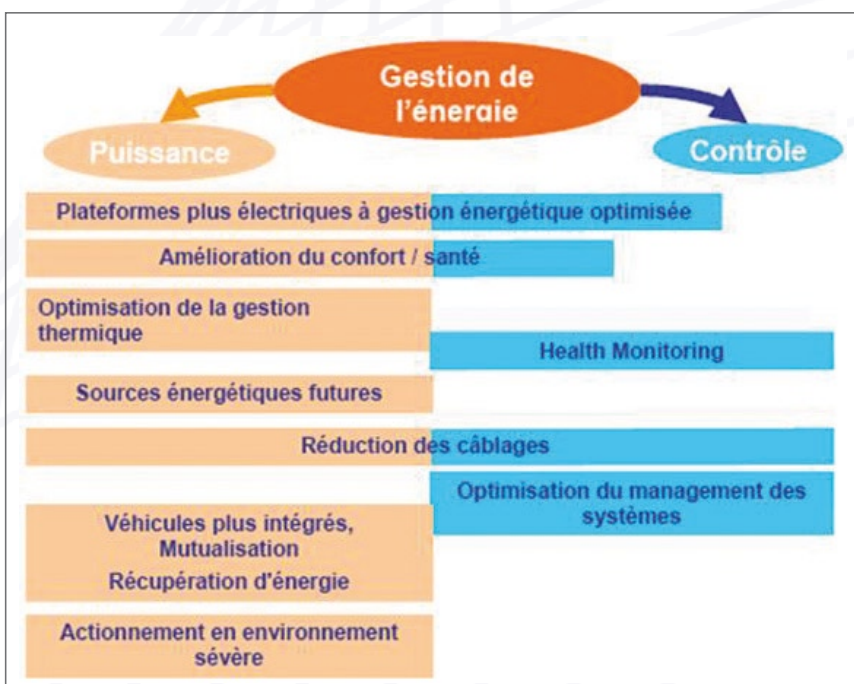 Gestion de
l'énergie
Puissance
Contrôle
Plateformes plus électriques à gestion énergétique optimisée
Amélioration du confort / santé
Optimisation de la gestion
thermique
Health Monitoring
Sources énergétiques futures
Réduction des câblages
Optimisation du management des
systèmes
Véhicules plus intégrés,
Mutualisation
Récupération d'énergie
Actionnement en environnement
sévère